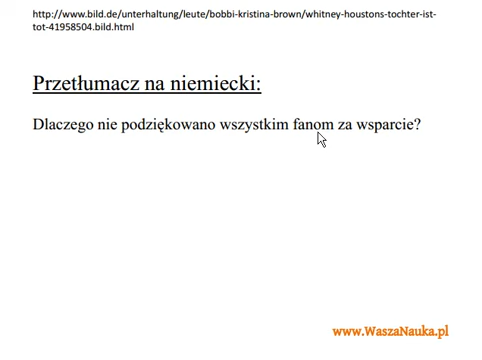 http://www.bild.de/unterhaltung/leute/bobbi-kristina-brown/whitney-houstons-tochter-ist-
tot-41958504.bild.html
Przetłumacz na niemiecki:
Dlaczego nie podziękowano wszystkim fanom za wsparcie?
www.WaszaNauka.pl